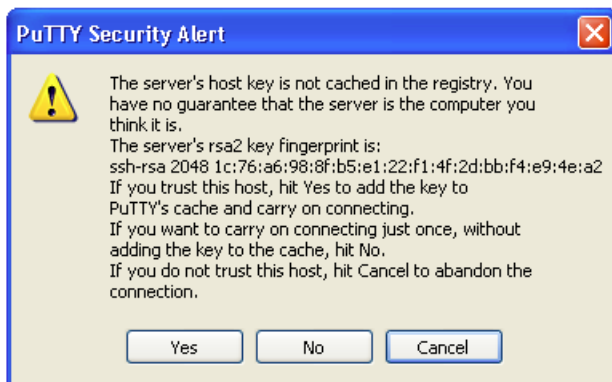 PuTTY Security Alert
The server's host key is not cached in the registry. You
have no guarantee that the server is the computer you
think it is.
The server's rsa2 key fingerprint is:
ssh-rsa 2048 1c:76:a6:98:8f:b5:e1:22:f1:4f:2d:bb:f4:e9:4e:a2
If you trust this host, hit Yes to add the key to
PuTTY's cache and carry on connecting.
If you want to carry on connecting just once, without
adding the key to the cache, hit No.
If you do not trust this host, hit Cancel to abandon the
connection.
Yes No Cancel